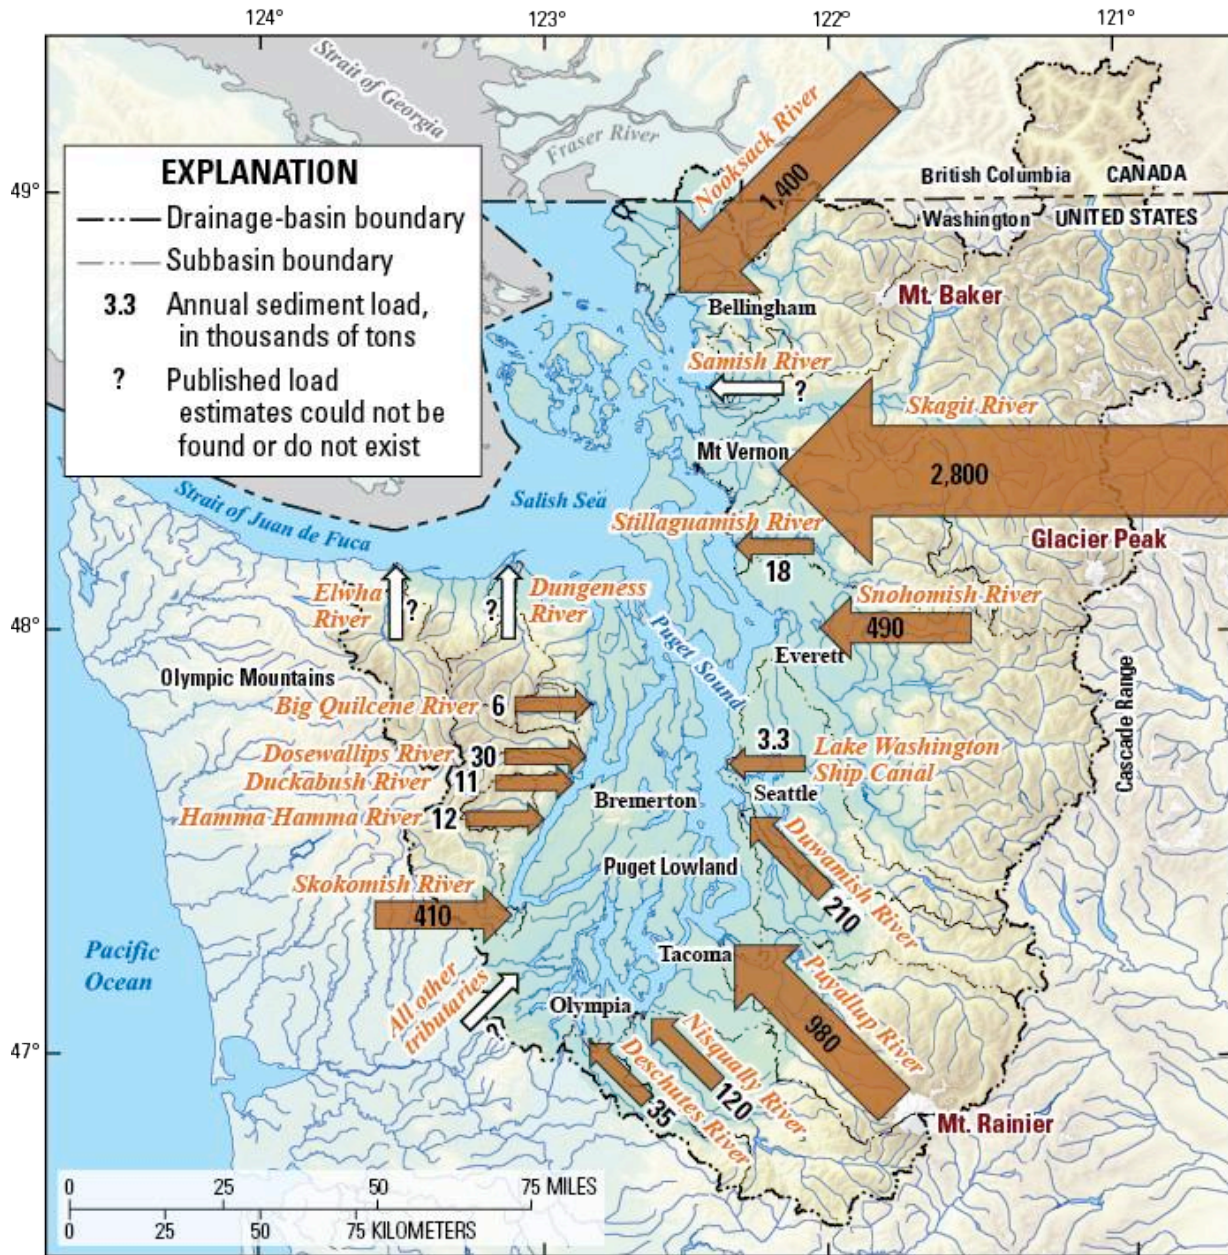 124°
123°
122°
121°
Strait of Georgia
Fraser River
Nooksack River
1,400
British Columbia
CANADA
49°
Washington
UNITED STATES
EXPLANATION
Drainage-basin boundary
Subbasin boundary
3.3 Annual sediment load,
in thousands of tons
? Published load
estimates could not be
found or do not exist
Bellingham
Mt. Baker
Samish River
?
Skagit River
Mt Vernon
2,800
Salish Sea
Strait of Juan de Fuca
Stillaguamish River
18
Glacier Peak
Elwha
River
?
Dungeness
River
?
Snohomish River
490
48°
Puget Sound
Everett
Olympic Mountains
Big Quilcene River
6
Cascade Range
Dosewallips River
30
3.3
Lake Washington
Ship Canal
Duckabush River
11
Seattle
Bremerton
Hamma Hamma River
12
Duwamish River
210
Puget Lowland
Skokomish River
410
Pacific
Ocean
Tacoma
Puyallup River
980
All other
tributaries
?
Olympia
47°
Nisqually River
120
Deschutes River
35
Mt. Rainier
0 25 50 75 MILES
0 25 50 75 KILOMETERS